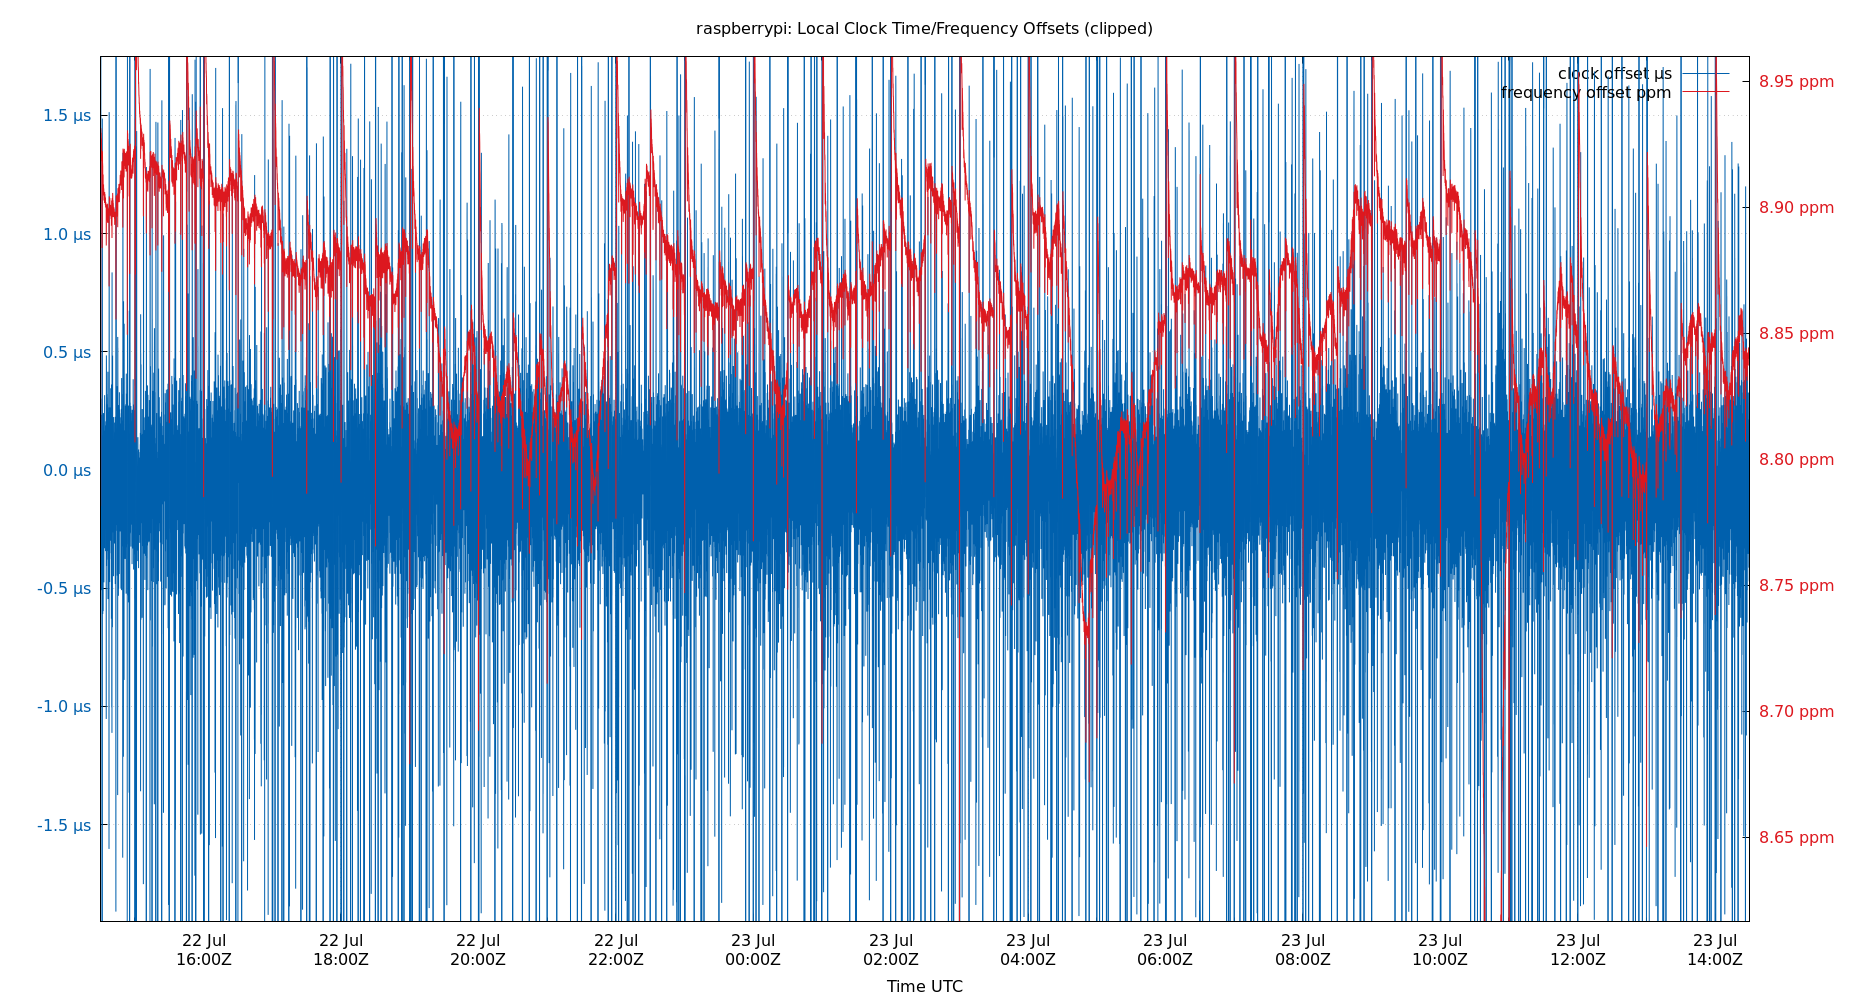 raspberrypi: Local Clock Time/Frequency Offsets (clipped)
clock offset µs
frequency offset ppm
1.5 µs
1.0 µs
0.5 µs
0.0 µs
-0.5 µs
-1.0 µs
-1.5 µs
8.95 ppm
8.90 ppm
8.85 ppm
8.80 ppm
8.75 ppm
8.70 ppm
8.65 ppm
22 Jul 22 Jul 22 Jul 22 Jul 23 Jul 23 Jul 23 Jul 23 Jul 23 Jul 23 Jul 23 Jul 23 Jul
16:00Z 18:00Z 20:00Z 22:00Z 00:00Z 02:00Z 04:00Z 06:00Z 08:00Z 10:00Z 12:00Z 14:00Z
Time UTC